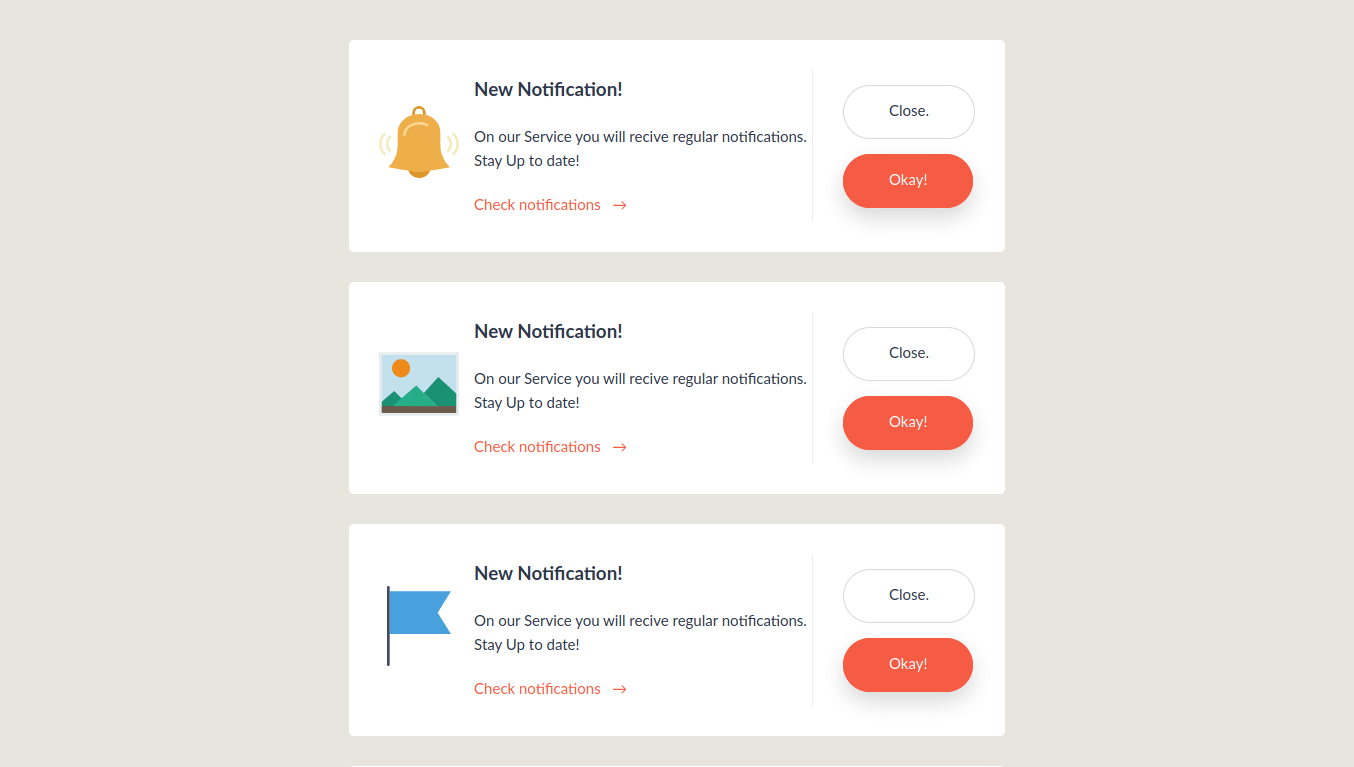 New Notification!
On our Service you will recive regular notifications.
Stay Up to date!
Check notifications →
Close.
Okay!
New Notification!
On our Service you will recive regular notifications.
Stay Up to date!
Check notifications →
Close.
Okay!
New Notification!
On our Service you will recive regular notifications.
Stay Up to date!
Check notifications →
Close.
Okay!